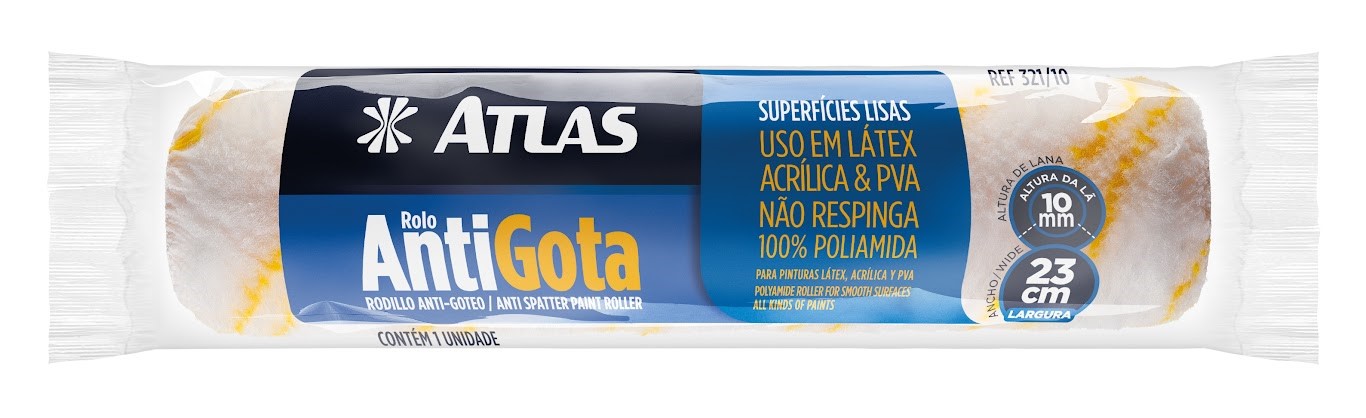 ATLAS
Rolo
AntiGota
RODILLO ANTI-GOTEO / ANTI SPATTER PAINT ROLLER
CONTÉM 1 UNIDADE
SUPERFÍCIES LISAS
USO EM LÁTEX
ACRÍLICA & PVA
NÃO RESPINGA
100% POLIAMIDA
PARA PINTURAS LÁTEX, ACRÍLICA Y PVA
POLYAMIDE ROLLER FOR SMOOTH SURFACES
ALL KINDS OF PAINTS
REF 321/10
ALTURA DE LANA
ALTURA DA LÃ
10
mm
ANCHO/WIDE
23
cm
LARGURA